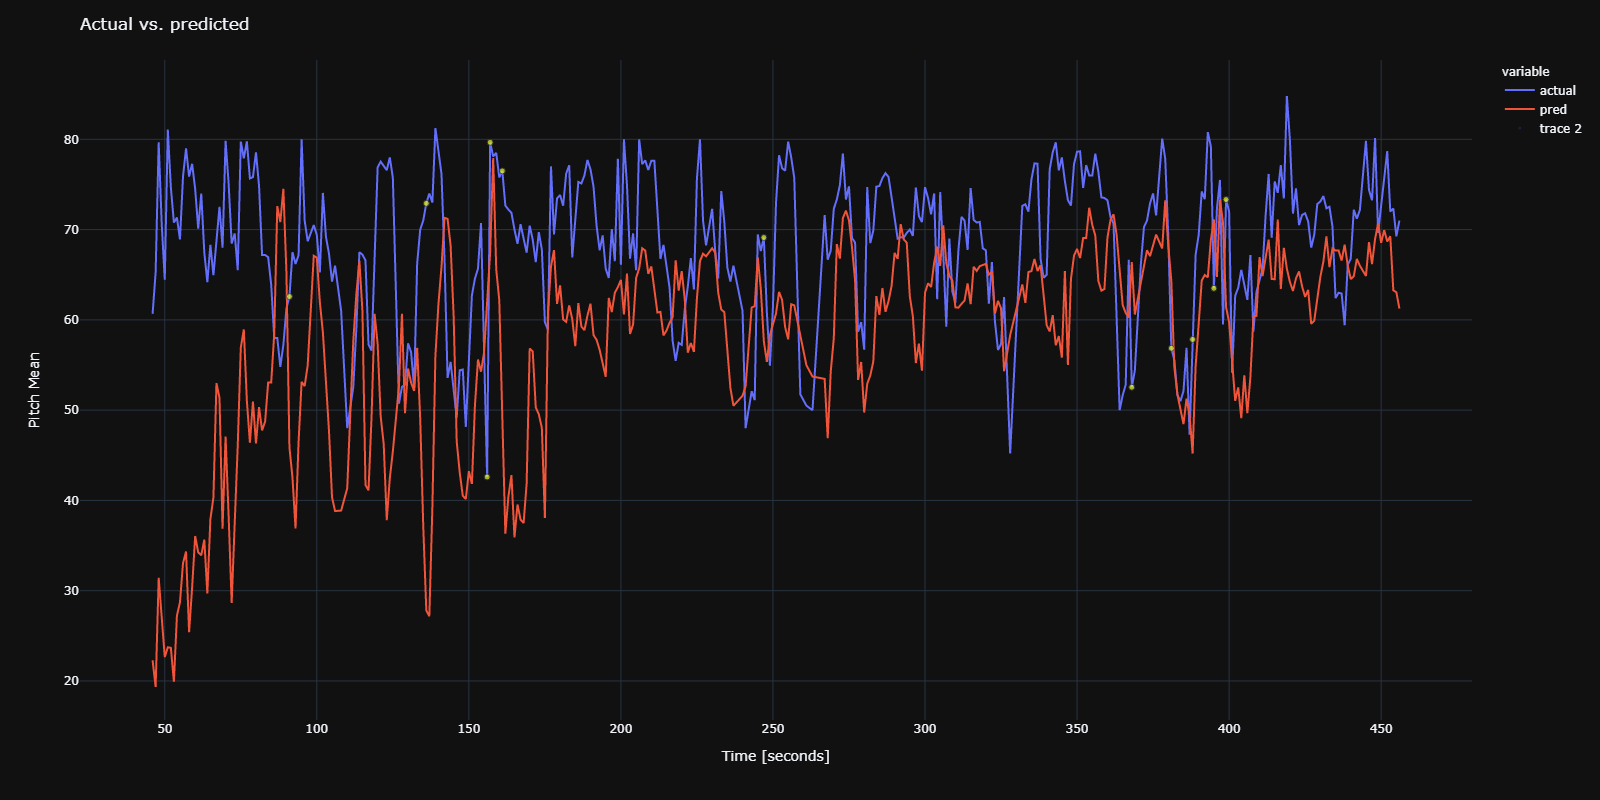 Actual vs. predicted
variable
actual
pred
trace 2
Pitch Mean
80
70
60
50
40
30
20
50 100 150 200 250 300 350 400 450
Time [seconds]